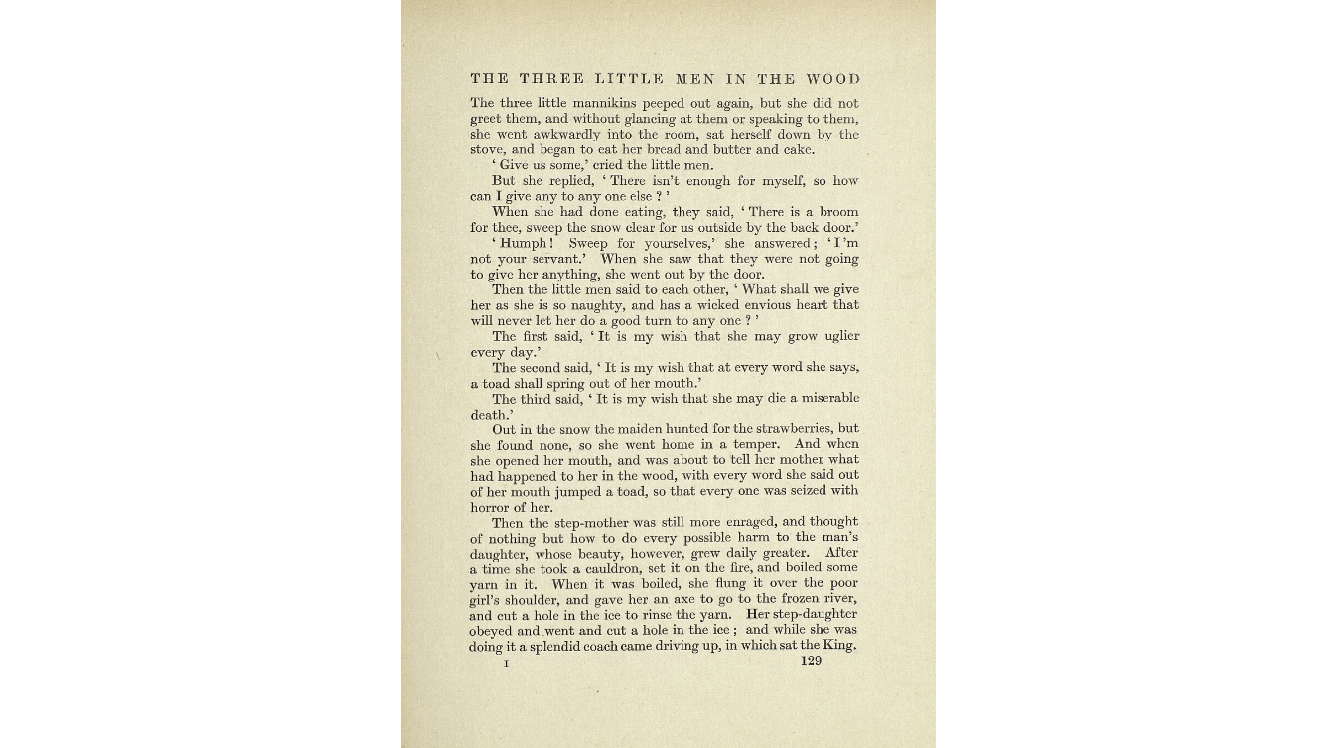 THE THREE LITTLE MEN IN THE WOOD
The three little mannikins peeped out again, but she did not
greet them, and without glancing at them or speaking to them,
she went awkwardly into the room, sat herself down by the
stove, and began to eat her bread and butter and cake.
‘ Give us some,’ cried the little men.
But she replied, ‘ There isn’t enough for myself, so how
can I give any to any one else ? ’
When she had done eating, they said, ‘ There is a broom
for thee, sweep the snow clear for us outside by the back door.’
‘ Humph ! Sweep for yourselves,’ she answered ; ‘ I’m
not your servant.’ When she saw that they were not going
to give her anything, she went out by the door.
Then the little men said to each other, ‘ What shall we give
her as she is so naughty, and has a wicked envious heart that
will never let her do a good turn to any one ? ’
The first said, ‘ It is my wish that she may grow uglier
every day.’
The second said, ‘ It is my wish that at every word she says,
a toad shall spring out of her mouth.’
The third said, ‘ It is my wish that she may die a miserable
death.’
Out in the snow the maiden hunted for the strawberries, but
she found none, so she went home in a temper. And when
she opened her mouth, and was about to tell her mother what
had happened to her in the wood, with every word she said out
of her mouth jumped a toad, so that every one was seized with
horror of her.
Then the step-mother was still more enraged, and thought
of nothing but how to do every possible harm to the man’s
daughter, whose beauty, however, grew daily greater. After
a time she took a cauldron, set it on the fire, and boiled some
yarn in it. When it was boiled, she flung it over the poor
girl’s shoulder, and gave her an axe to go to the frozen river,
and cut a hole in the ice to rinse the yarn. Her step-daughter
obeyed and went and cut a hole in the ice ; and while she was
doing it a splendid coach came driving up, in which sat the King.
I 129